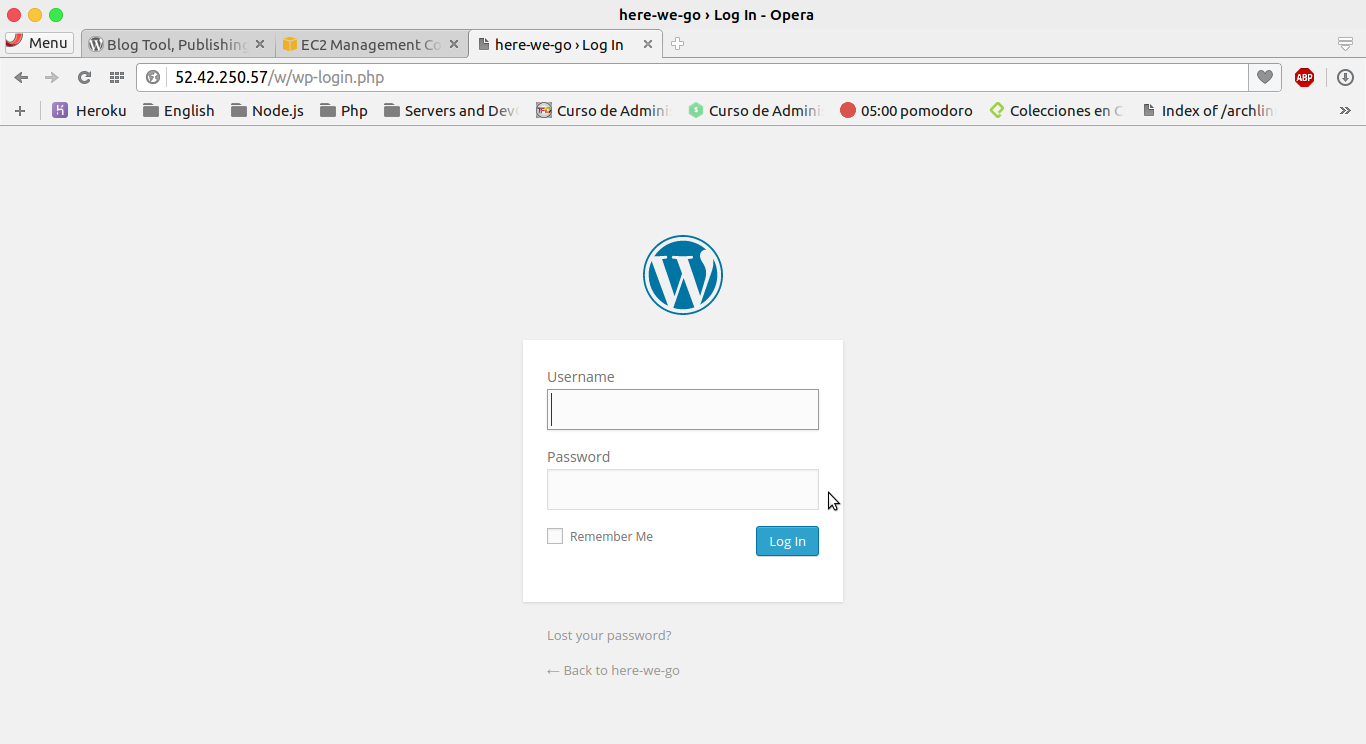 here-we-go › Log In - Opera
Menu
Blog Tool, Publishing
EC2 Management Co
here-we-go › Log In
52.42.250.57/w/wp-login.php
ABP
Heroku
English
Node.js
Php
Servers and Dev
Curso de Admini
Curso de Admini
05:00 pomodoro
Colecciones en C
Index of /archlin
Username
Password
Remember Me
Log In
Lost your password?
← Back to here-we-go